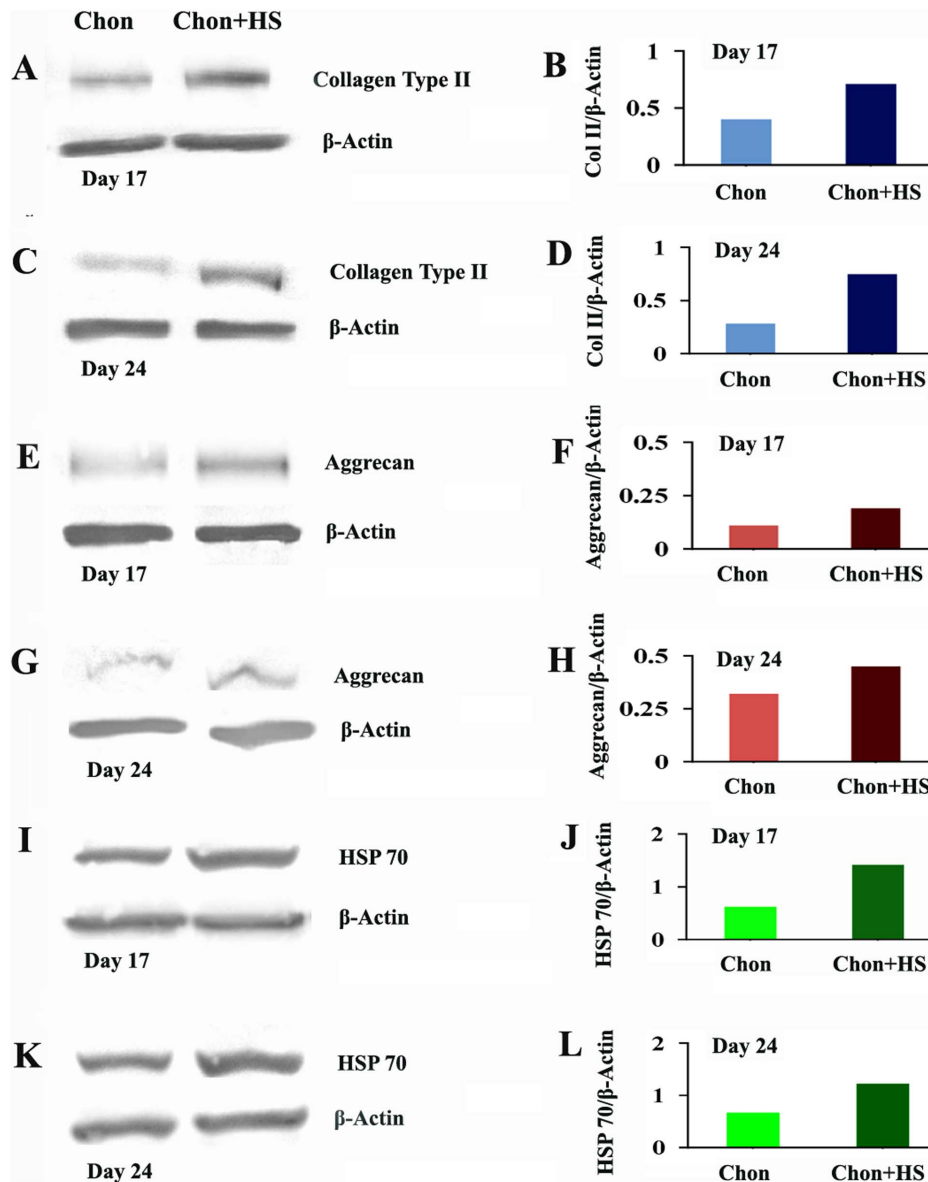 Chon Chon+HS
A
Collagen Type II
β-Actin
Day 17
B
Day 17
Col II/β-Actin
1
0.5
0
Chon Chon+HS
C
Collagen Type II
β-Actin
Day 24
D
Day 24
Col II/β-Actin
1
0.5
0
Chon Chon+HS
E
Aggrecan
β-Actin
Day 17
F
Day 17
Aggrecan/β-Actin
0.5
0.25
0
Chon Chon+HS
G
Aggrecan
β-Actin
Day 24
H
Day 24
Aggrecan/β-Actin
0.5
0.25
0
Chon Chon+HS
I
HSP 70
β-Actin
Day 17
J
Day 17
HSP 70/β-Actin
2
1
0
Chon Chon+HS
K
HSP 70
β-Actin
Day 24
L
Day 24
HSP 70/β-Actin
2
1
0
Chon Chon+HS